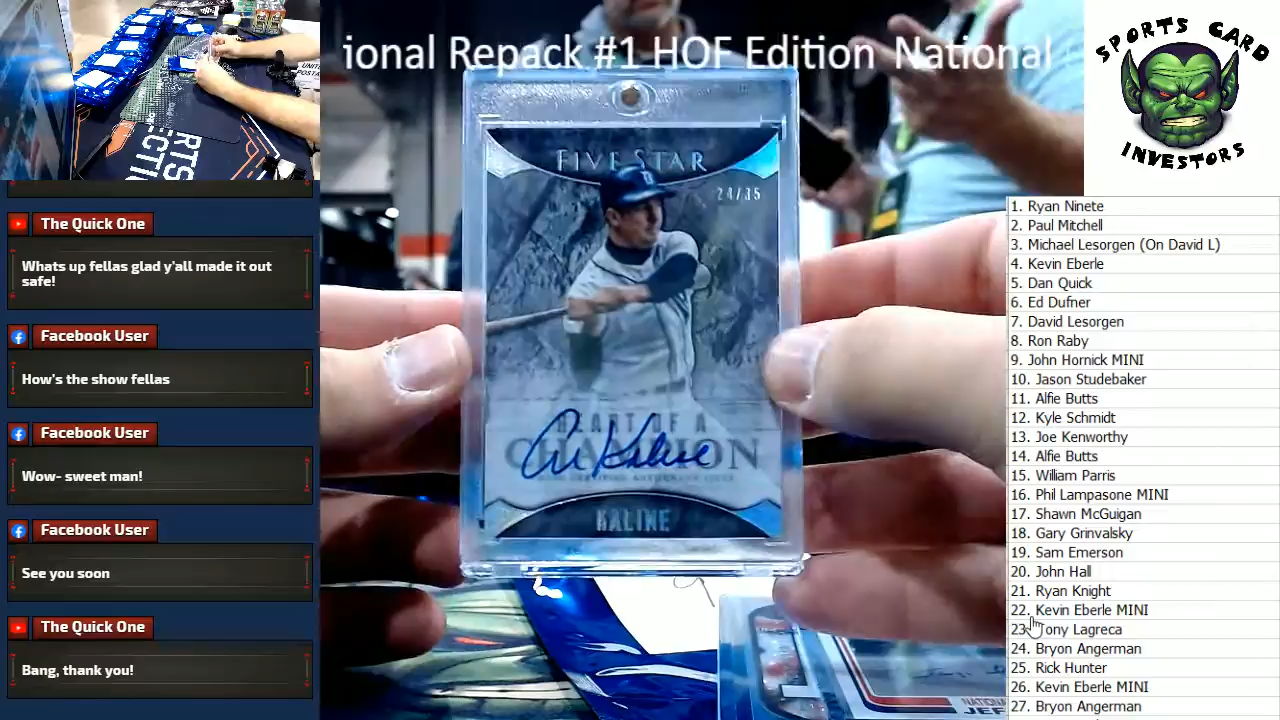 ional Repack #1 HOF Edition National
SPORTS CARD
INVESTORS
The Quick One
Whats up fellas glad y'all made it out
safe!
Facebook User
How's the show fellas
Facebook User
Wow- sweet man!
Facebook User
See you soon
The Quick One
Bang, thank you!
FIVE STAR
24/35
HEART OF A
CHAMPION
KALINE
1. Ryan Ninete
2. Paul Mitchell
3. Michael Lesorgen (On David L)
4. Kevin Eberle
5. Dan Quick
6. Ed Dufner
7. David Lesorgen
8. Ron Raby
9. John Hornick MINI
10. Jason Studebaker
11. Alfie Butts
12. Kyle Schmidt
13. Joe Kenworthy
14. Alfie Butts
15. William Parris
16. Phil Lampasone MINI
17. Shawn McGuigan
18. Gary Grinvalsky
19. Sam Emerson
20. John Hall
21. Ryan Knight
22. Kevin Eberle MINI
23. Tony Lagreca
24. Bryon Angerman
25. Rick Hunter
26. Kevin Eberle MINI
27. Bryon Angerman